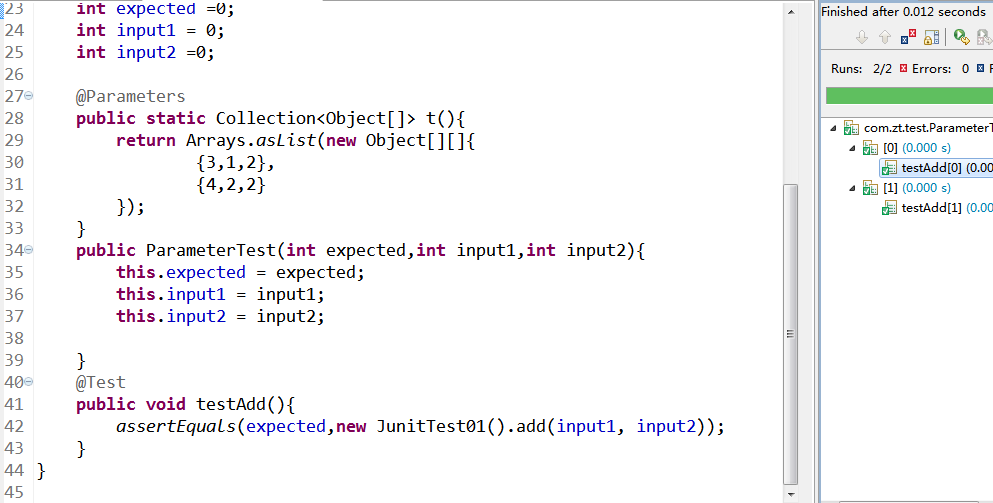 23 int expected =0;
24 int input1 = 0;
25 int input2 =0;
26
27 @Parameters
28 public static Collection<Object[]> t(){
29 return Arrays.asList(new Object[][]{
30 {3,1,2},
31 {4,2,2}
32 });
33 }
34 public ParameterTest(int expected,int input1,int input2){
35 this.expected = expected;
36 this.input1 = input1;
37 this.input2 = input2;
38
39 }
40 @Test
41 public void testAdd(){
42 assertEquals(expected,new JunitTest01().add(input1, input2));
43 }
44 }
45
Finished after 0.012 seconds
Runs: 2/2 Errors: 0 F
com.zt.test.ParameterT
[0] (0.000 s)
testAdd[0] (0.00
[1] (0.000 s)
testAdd[1] (0.00